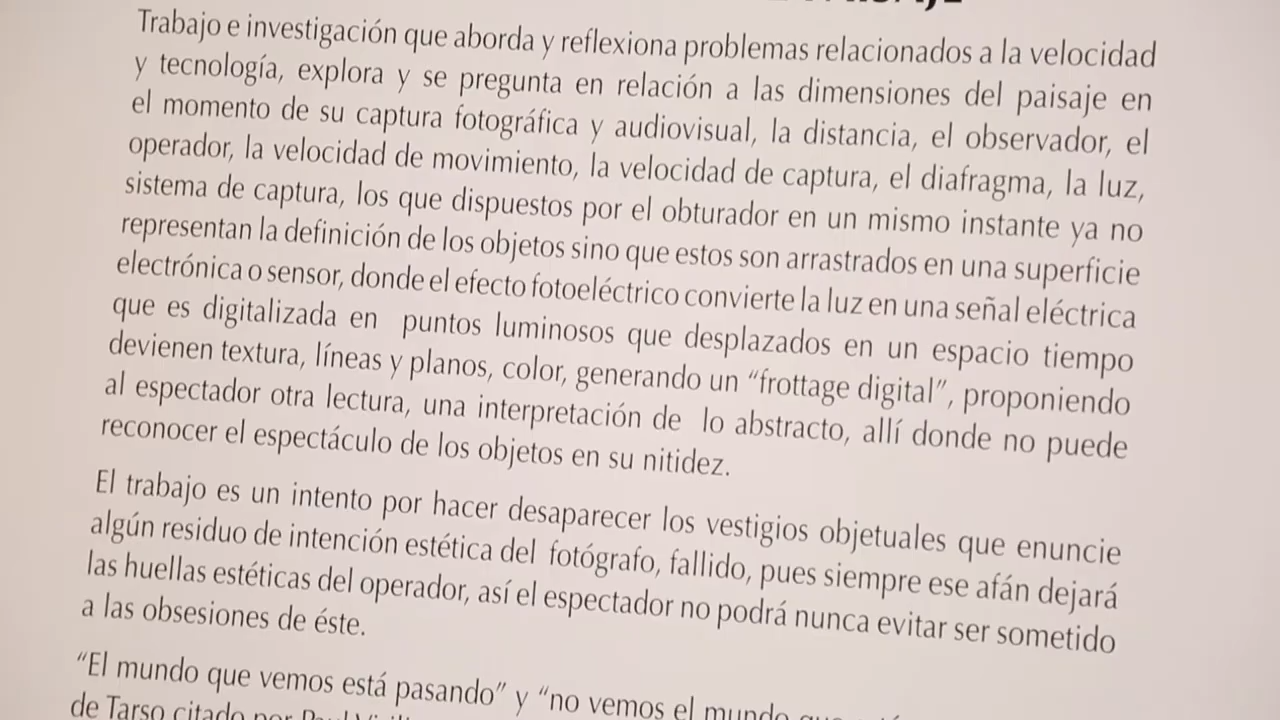 Trabajo e investigación que aborda y reflexiona problemas relacionados a la velocidad
y tecnología, explora y se pregunta en relación a las dimensiones del paisaje en
el momento de su captura fotográfica y audiovisual, la distancia, el observador, el
operador, la velocidad de movimiento, la velocidad de captura, el diafragma, la luz,
sistema de captura, los que dispuestos por el obturador en un mismo instante ya no
representan la definición de los objetos sino que estos son arrastrados en una superficie
electrónica o sensor, donde el efecto fotoeléctrico convierte la luz en una señal eléctrica
que es digitalizada en puntos luminosos que desplazados en un espacio tiempo
devienen textura, líneas y planos, color, generando un “frottage digital”, proponiendo
al espectador otra lectura, una interpretación de lo abstracto, allí donde no puede
reconocer el espectáculo de los objetos en su nitidez.
El trabajo es un intento por hacer desaparecer los vestigios objetuales que enuncie
algún residuo de intención estética del fotógrafo, fallido, pues siempre ese afán dejará
las huellas estéticas del operador, así el espectador no podrá nunca evitar ser sometido
a las obsesiones de éste.
“El mundo que vemos está pasando” y “no vemos el mundo que
de Tarso citado por Paul